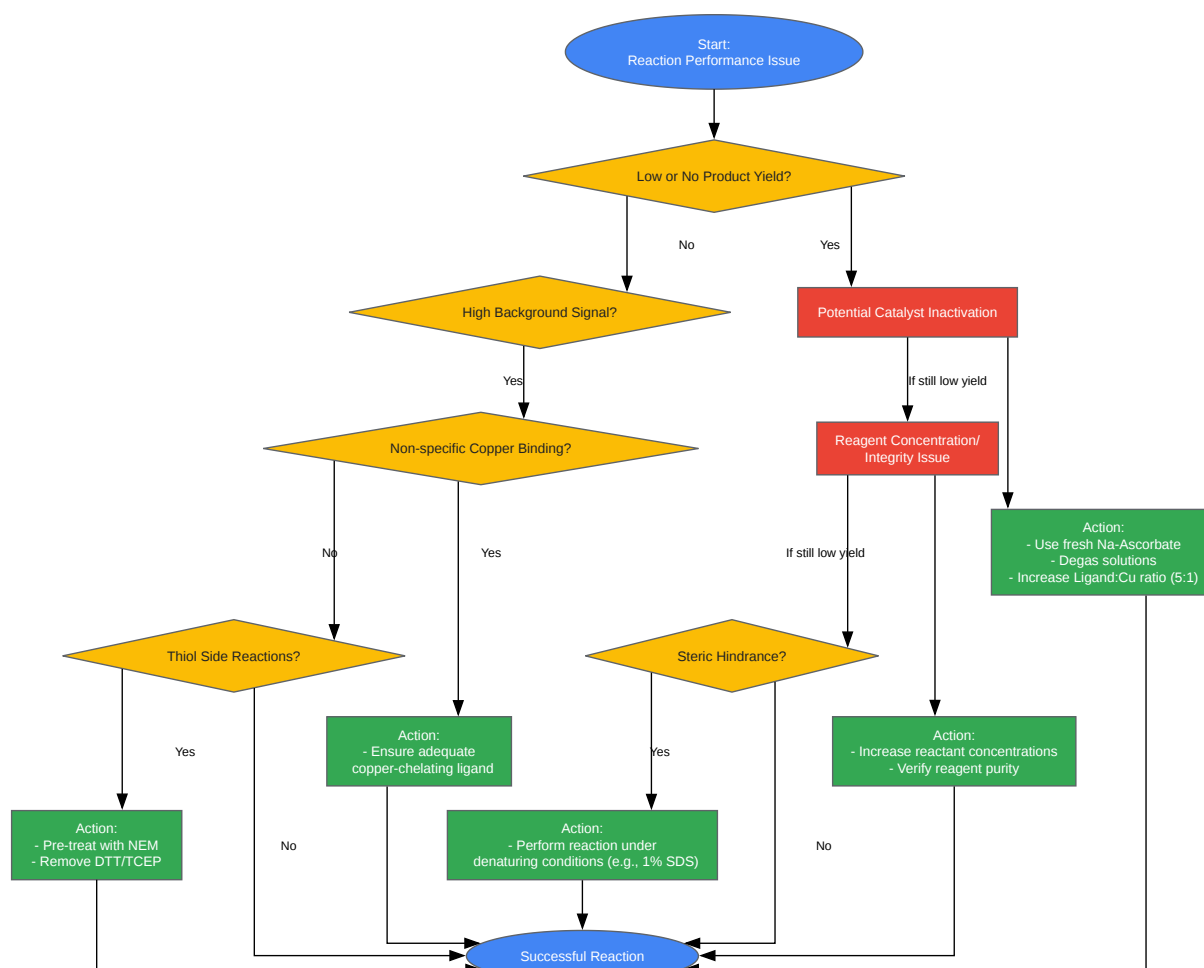 Start:
Reaction Performance Issue
Low or No Product Yield?
No
Yes
High Background Signal?
Potential Catalyst Inactivation
Yes
If still low yield
Non-specific Copper Binding?
Reagent Concentration/
Integrity Issue
No
Yes
If still low yield
Action:
- Use fresh Na-Ascorbate
- Degas solutions
- Increase Ligand:Cu ratio (5:1)
Thiol Side Reactions?
Steric Hindrance?
Yes
Action:
- Ensure adequate
copper-chelating ligand
Yes
Action:
- Increase reactant concentrations
- Verify reagent purity
Action:
- Pre-treat with NEM
- Remove DTT/TCEP
No
Action:
- Perform reaction under
denaturing conditions (e.g., 1% SDS)
No
Successful Reaction